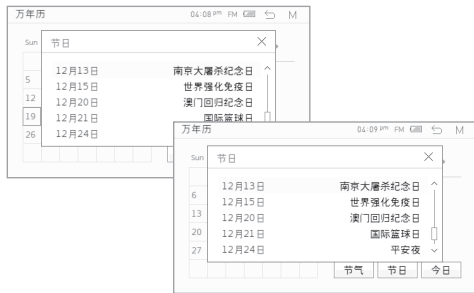 万年历 04:08 pm FM M
Sun 节日
12月13日 南京大屠杀纪念日
5 12月15日 世界强化免疫日
12 12月20日 澳门回归纪念日
19 12月21日 国际篮球日
26 12月24日
万年历 04:09 pm FM M
Sun 节日
12月13日 南京大屠杀纪念日
6 12月15日 世界强化免疫日
13 12月20日 澳门回归纪念日
20 12月21日 国际篮球日
27 12月24日 平安夜
节气 节日 今日